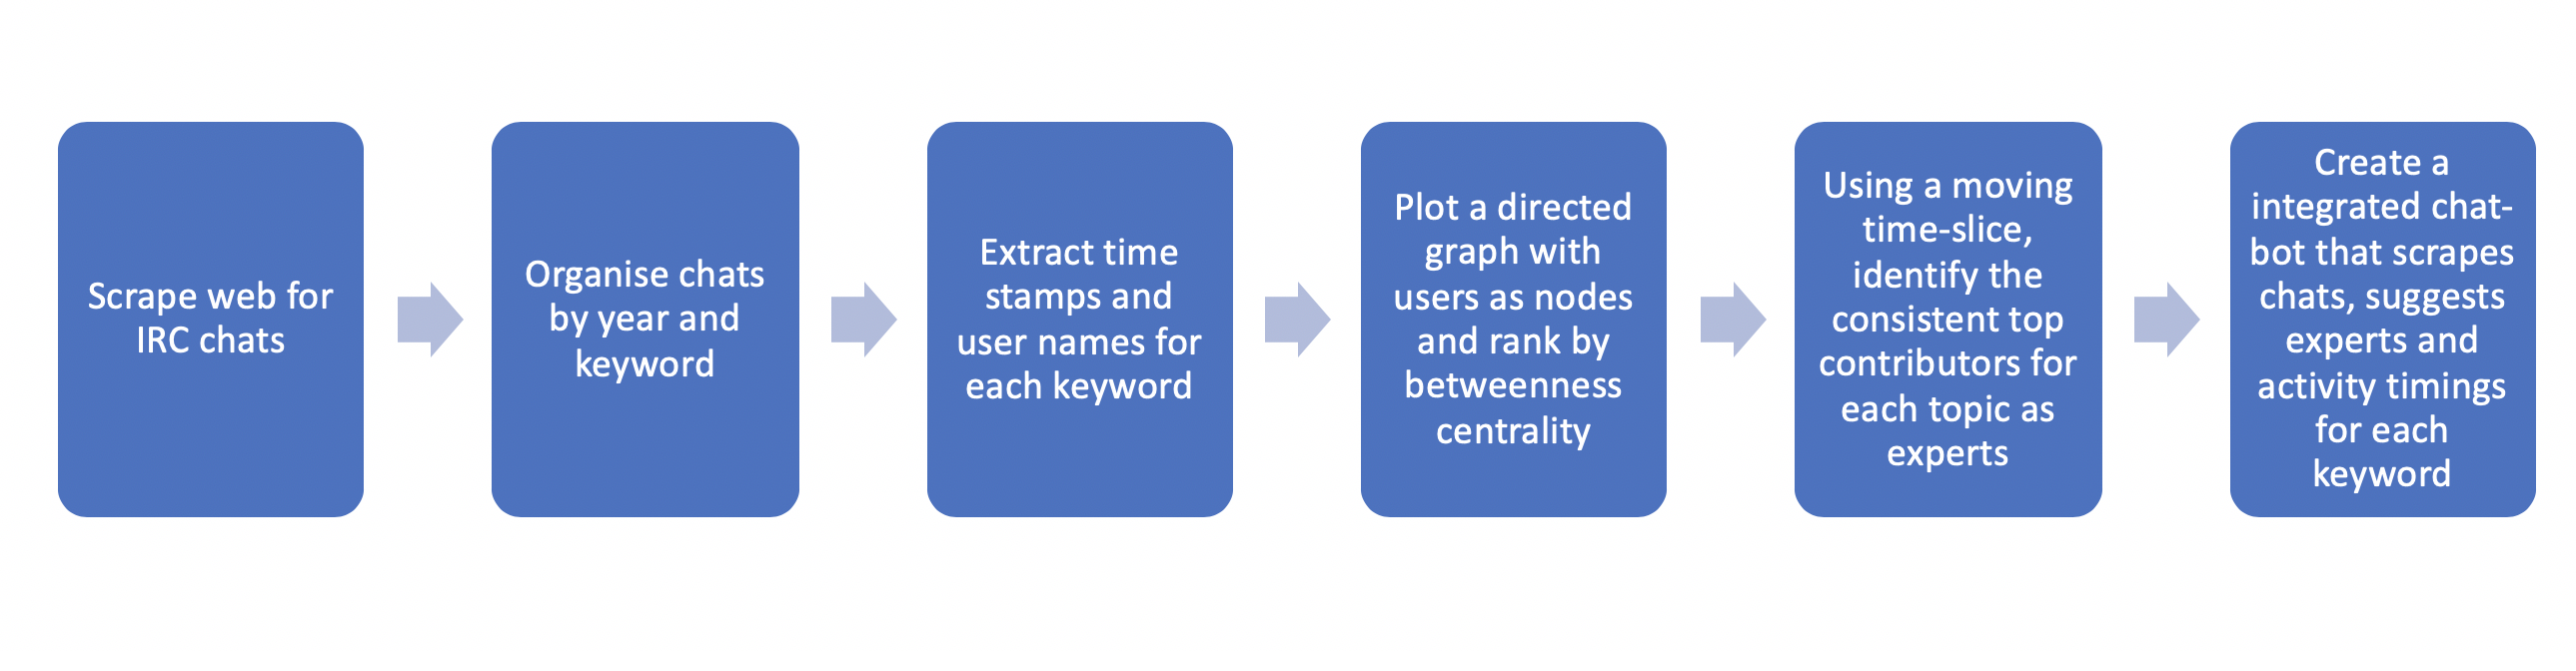 Scrape web for
IRC chats
Organise chats
by year and
keyword
Extract time
stamps and
user names for
each keyword
Plot a directed
graph with
users as nodes
and rank by
betweenness
centrality
Using a moving
time-slice,
identify the
consistent top
contributors for
each topic as
experts
Create a
integrated chat-
bot that scrapes
chats, suggests
experts and
activity timings
for each
keyword